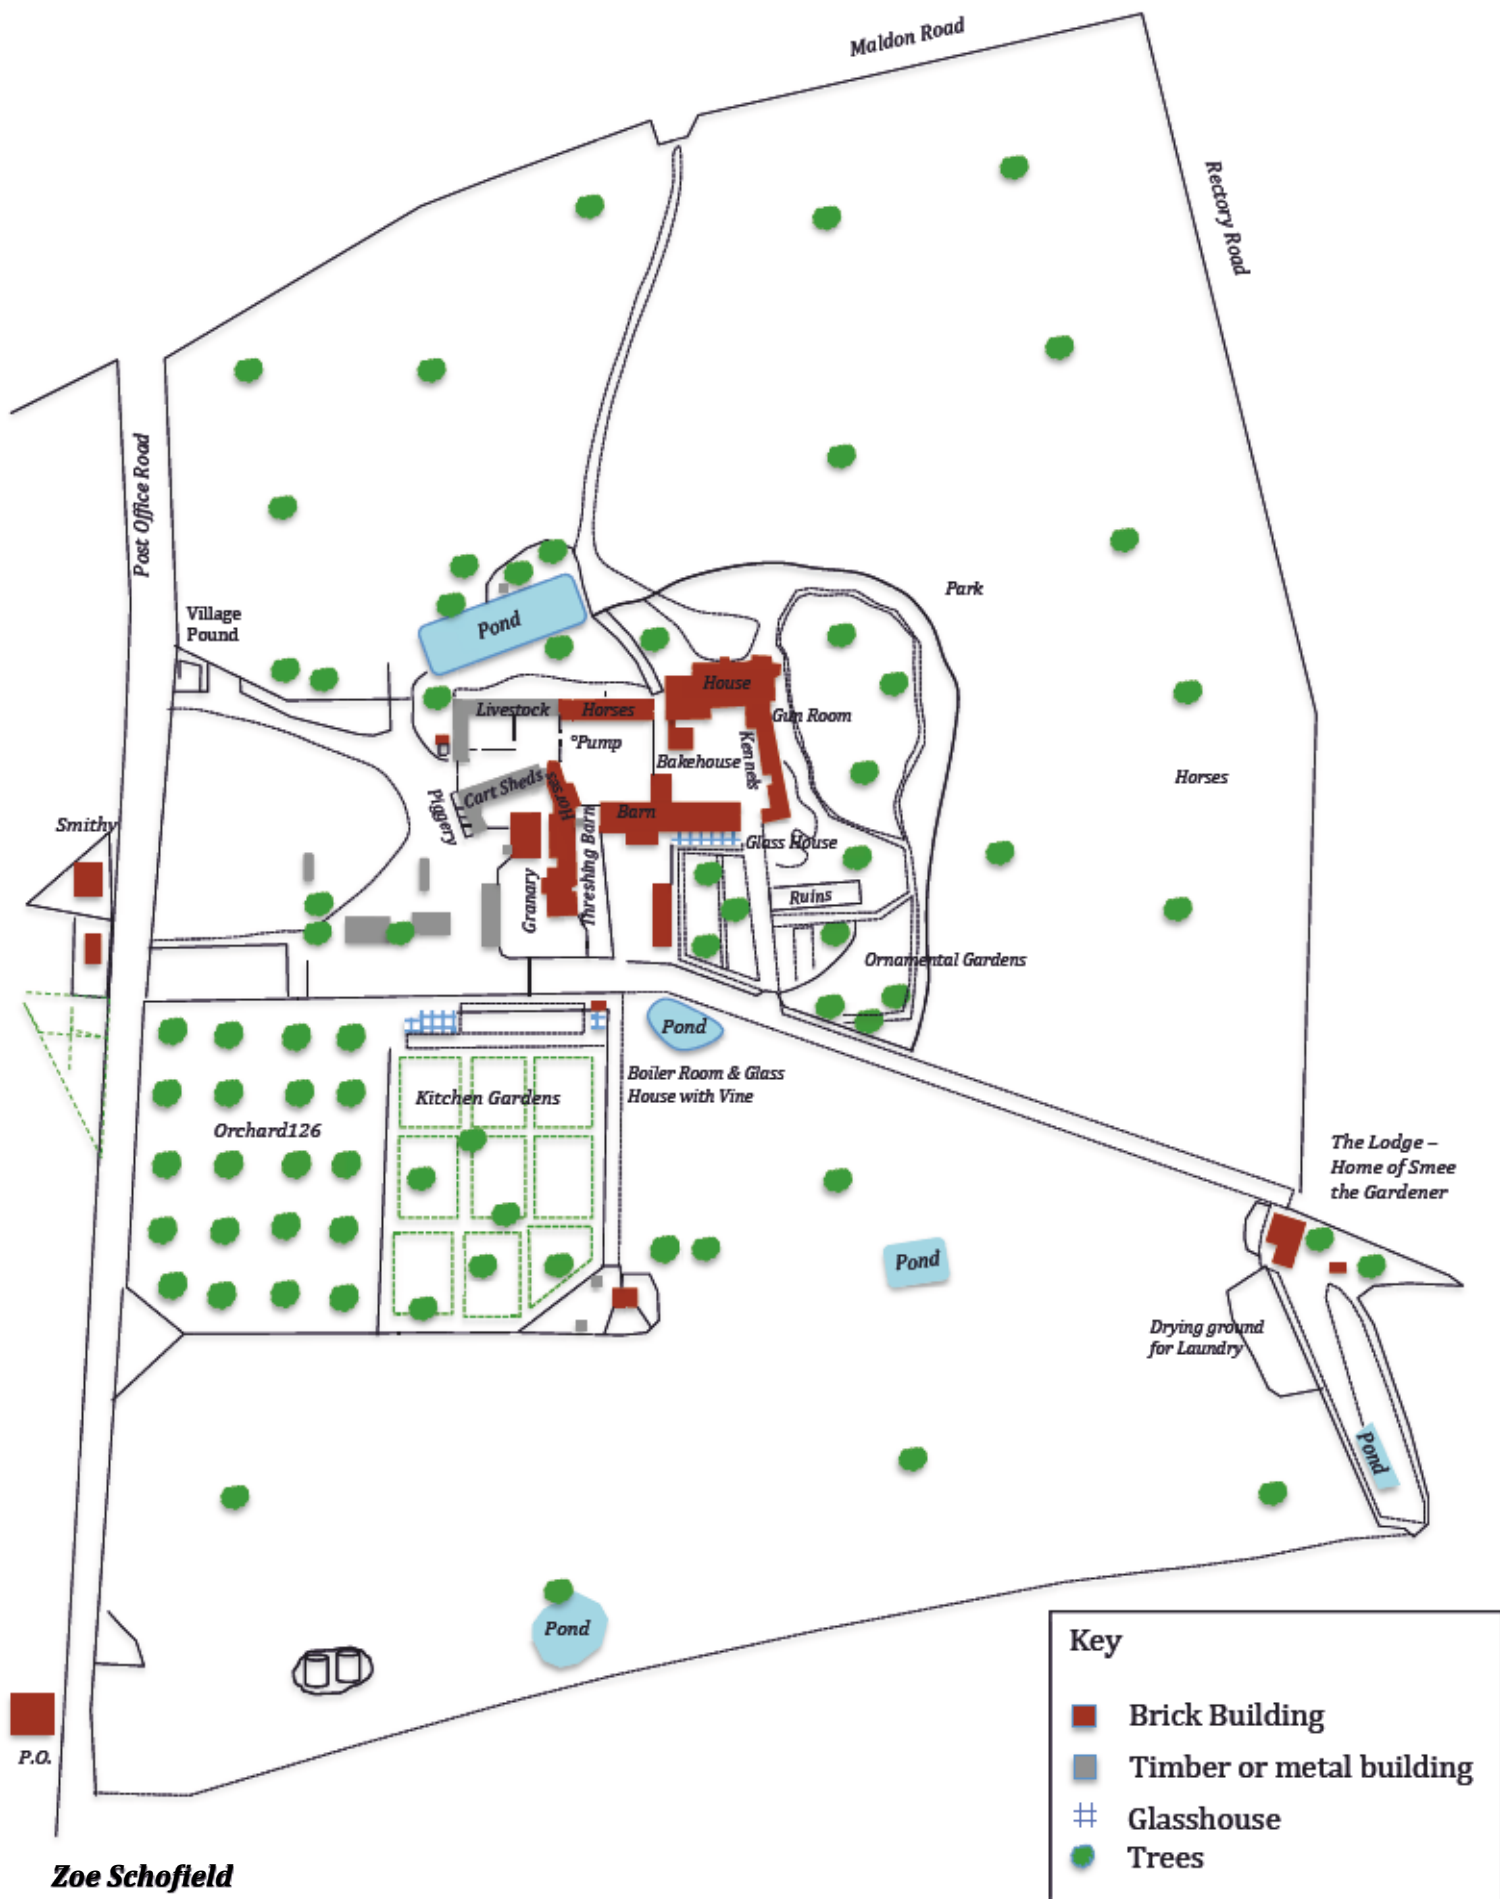 Maldon Road
Rectory Road
Post Office Road
Village
Pound
Pond
Park
House
Livestock
Horses
Gun Room
°Pump
Bakehouse
Kennels
Horses
Cart Sheds
Horses
Piggery
Barn
Smithy
Threshing Barn
Glass House
Granary
Ruins
Ornamental Gardens
Pond
Boiler Room & Glass
House with Vine
Kitchen Gardens
Orchard126
The Lodge –
Home of Smee
the Gardener
Pond
Drying ground
for Laundry
Pond
Pond
P.O.
Key
Brick Building
Timber or metal building
Glasshouse
Trees
Zoe Schofield